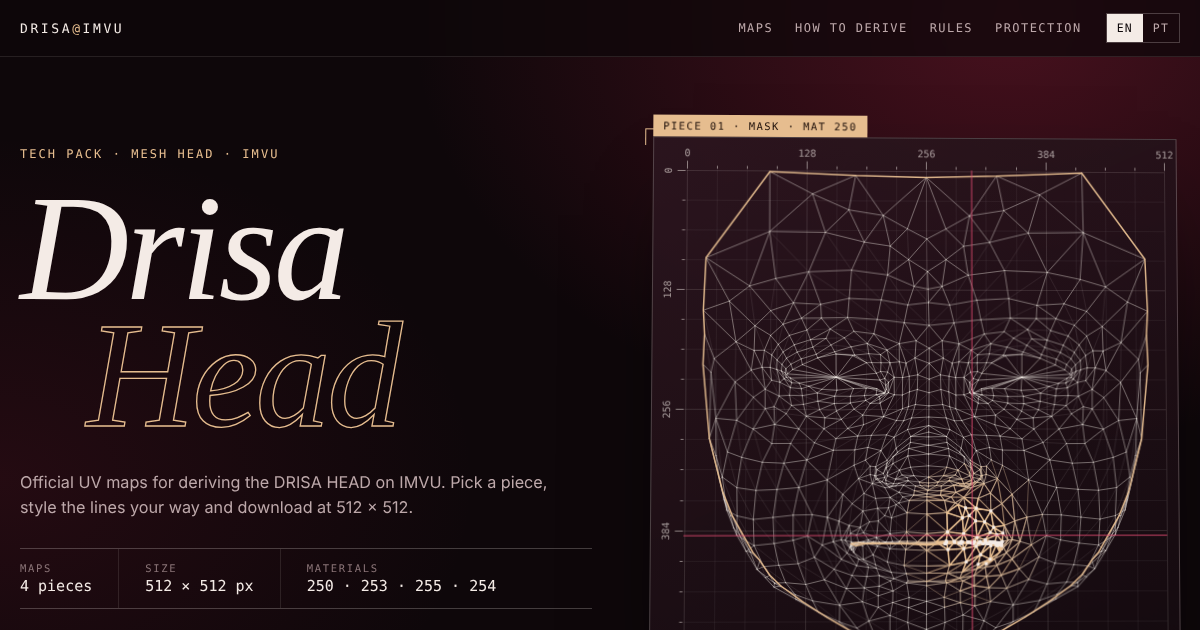 DRISA@IMVU
MAPS HOW TO DERIVE RULES PROTECTION EN PT
TECH PACK · MESH HEAD · IMVU
Drisa
Head
Official UV maps for deriving the DRISA HEAD on IMVU. Pick a piece,
style the lines your way and download at 512 × 512.
MAPS SIZE MATERIALS
4 pieces 512 × 512 px 250 · 253 · 255 · 254
PIECE 01 · MASK · MAT 250
0 128 256 384 512
0
128
256
384